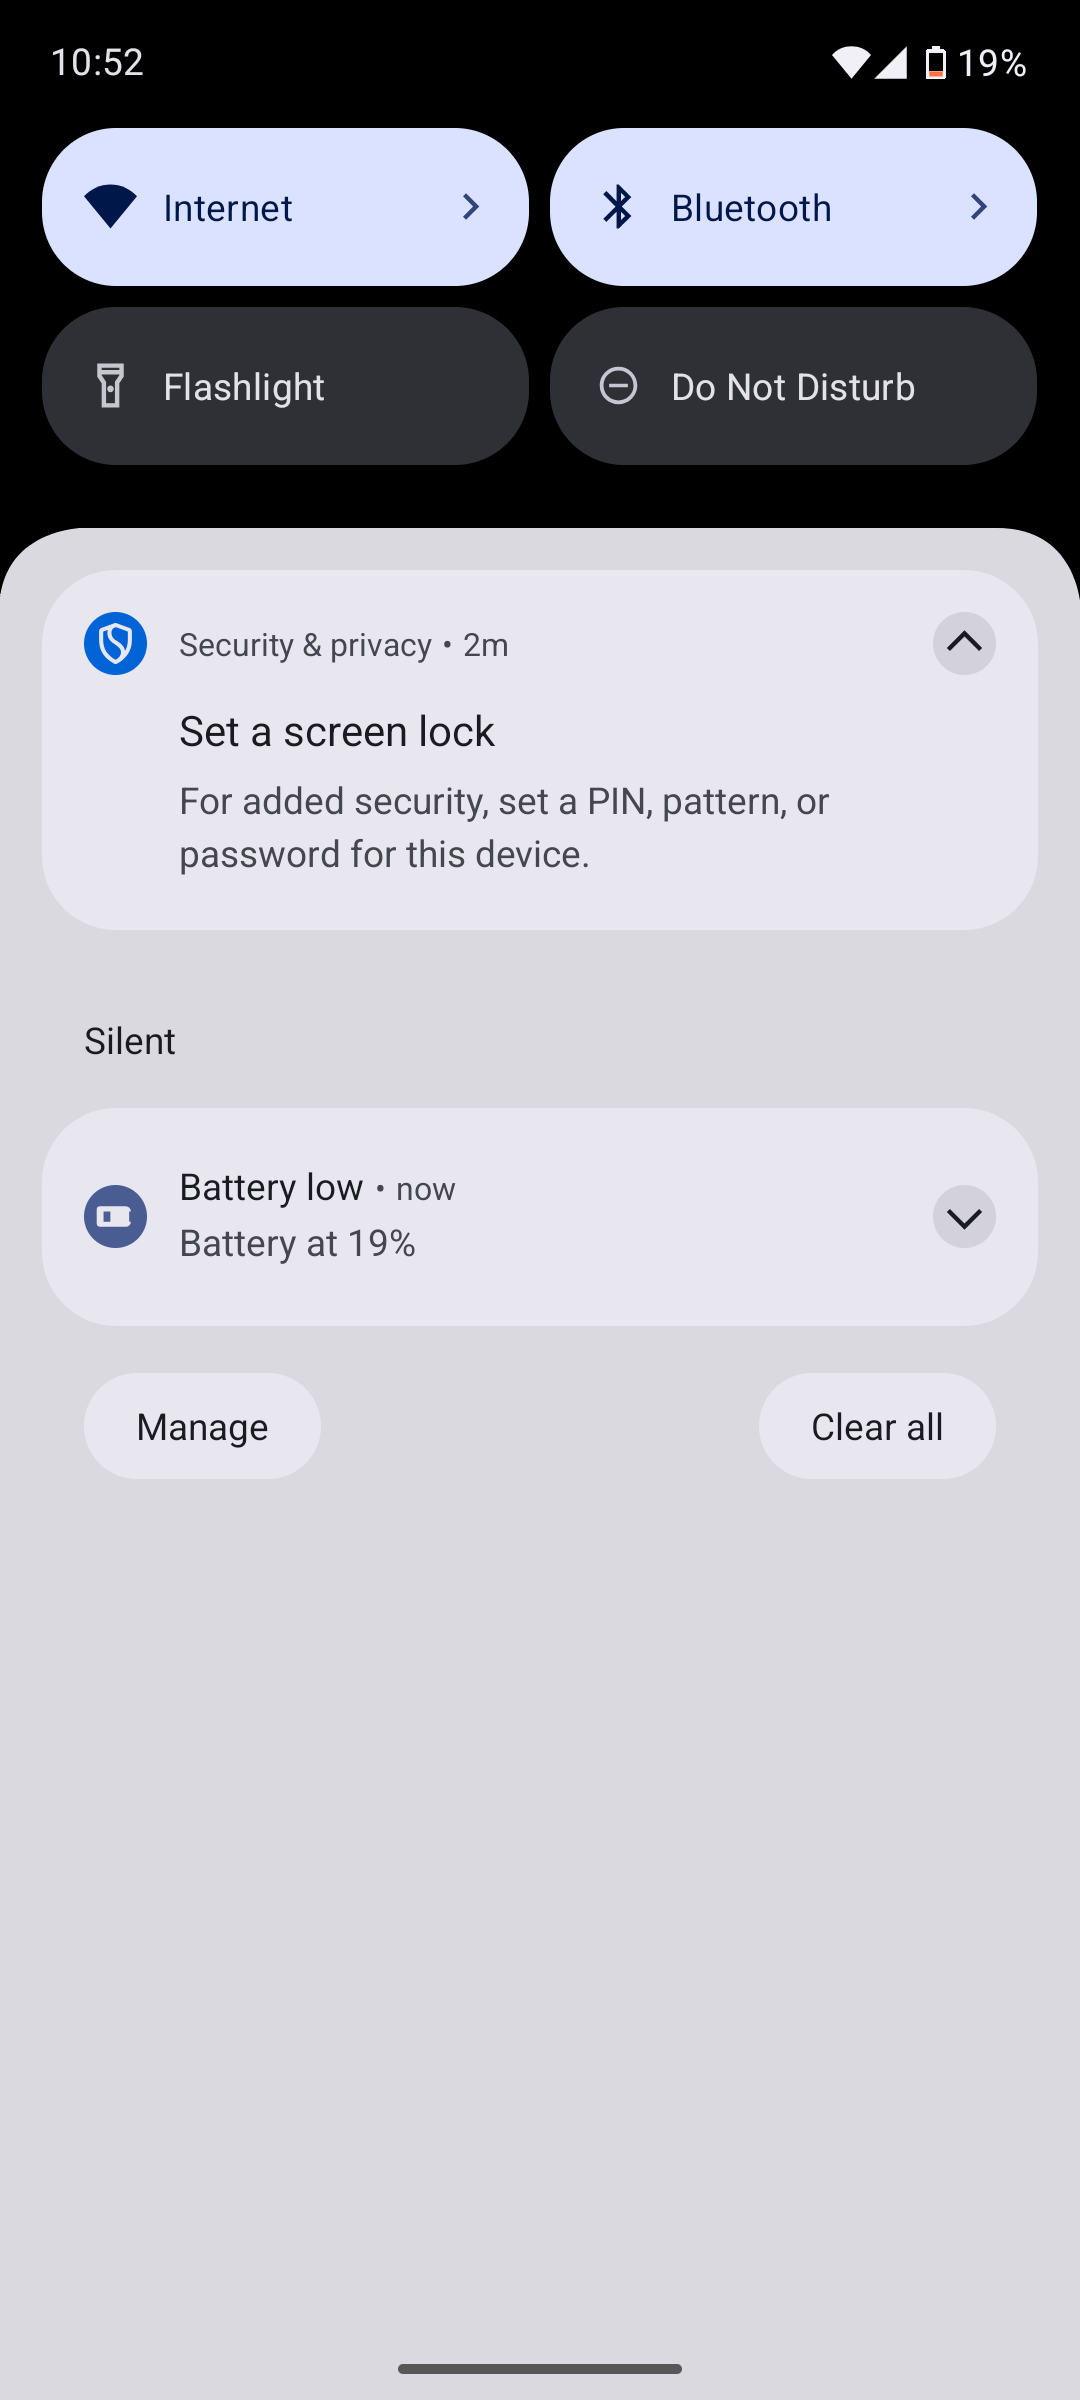 10:52
19%
Internet
Bluetooth
Flashlight
Do Not Disturb
Security & privacy • 2m
Set a screen lock
For added security, set a PIN, pattern, or
password for this device.
Silent
Battery low • now
Battery at 19%
Manage
Clear all